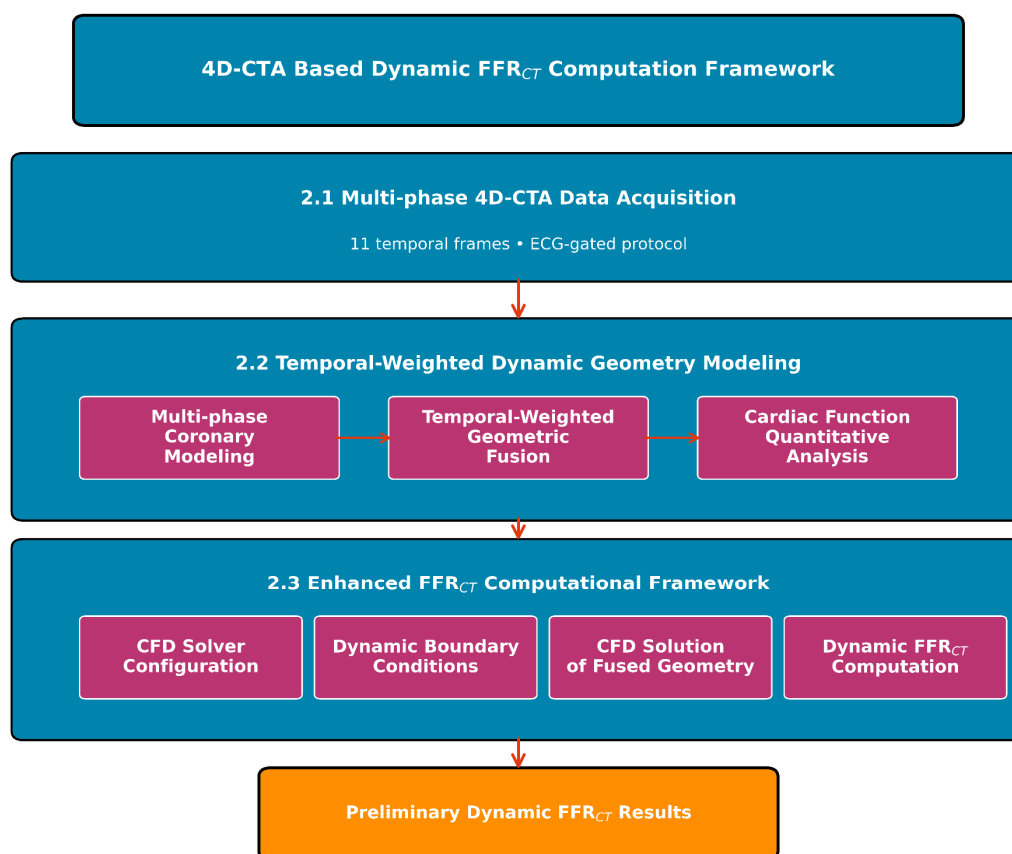 4D-CTA Based Dynamic FFR_CT Computation Framework
2.1 Multi-phase 4D-CTA Data Acquisition
11 temporal frames • ECG-gated protocol
2.2 Temporal-Weighted Dynamic Geometry Modeling
Multi-phase
Coronary
Modeling
Temporal-Weighted
Geometric
Fusion
Cardiac Function
Quantitative
Analysis
2.3 Enhanced FFR_CT Computational Framework
CFD Solver
Configuration
Dynamic Boundary
Conditions
CFD Solution
of Fused Geometry
Dynamic FFR_CT
Computation
Preliminary Dynamic FFR_CT Results